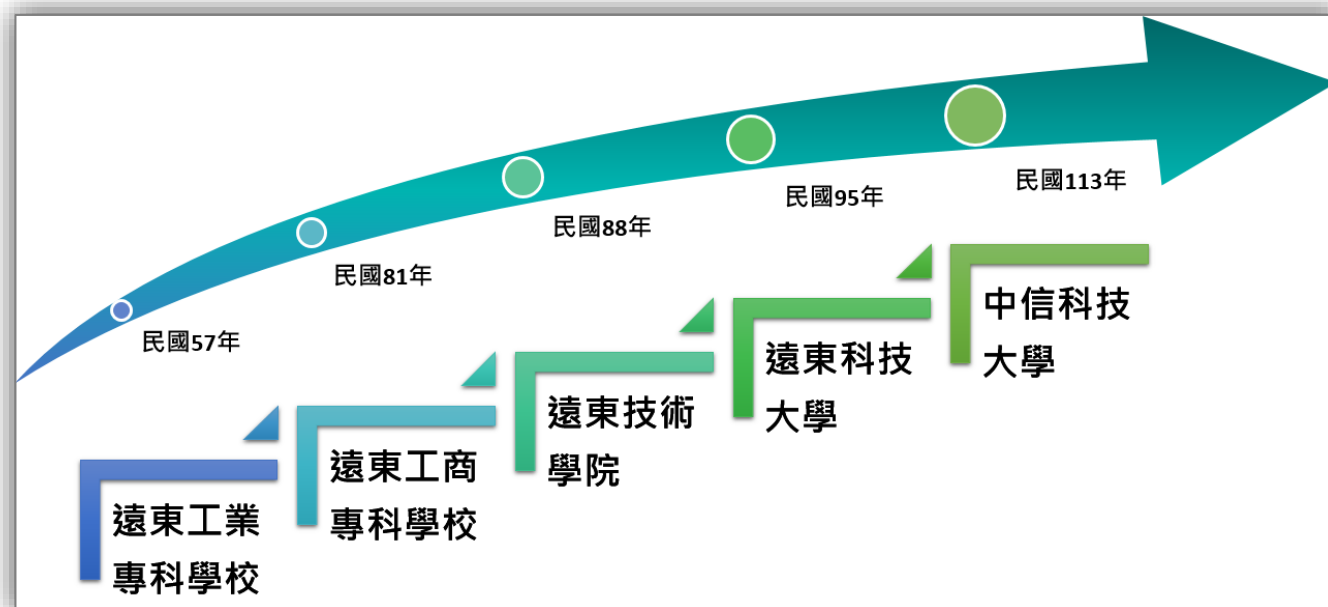 民國57年
民國81年
民國88年
民國95年
民國113年
遠東工業
專科學校
遠東工商
專科學校
遠東技術
學院
遠東科技
大學
中信科技
大學